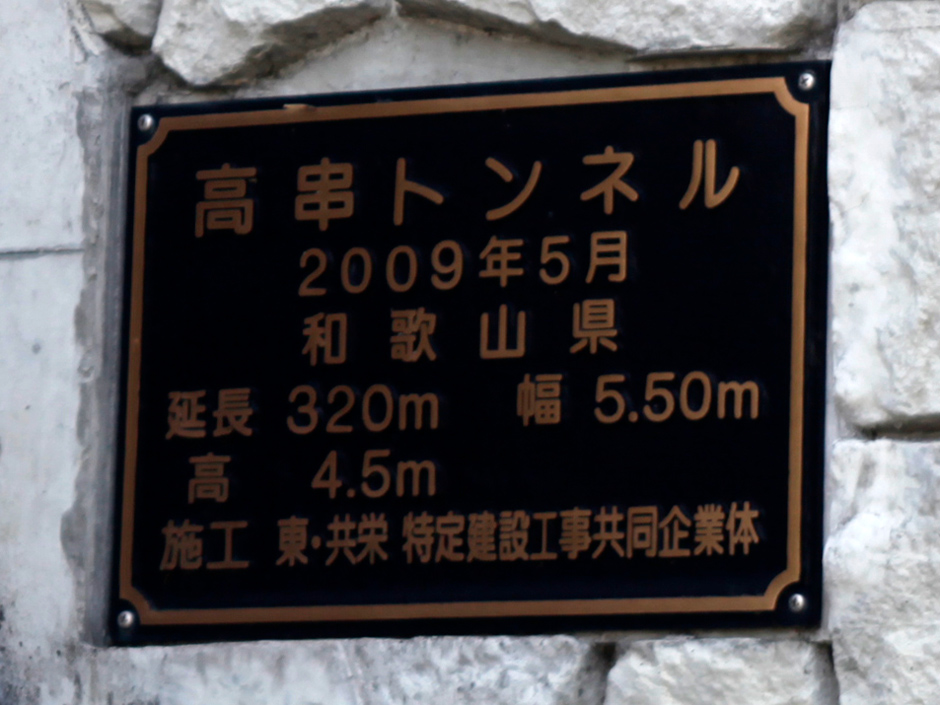 高串トンネル
2009年5月
和歌山県
延長 320m 幅 5.50m
高 4.5m
施工 東・共栄 特定建設工事共同企業体